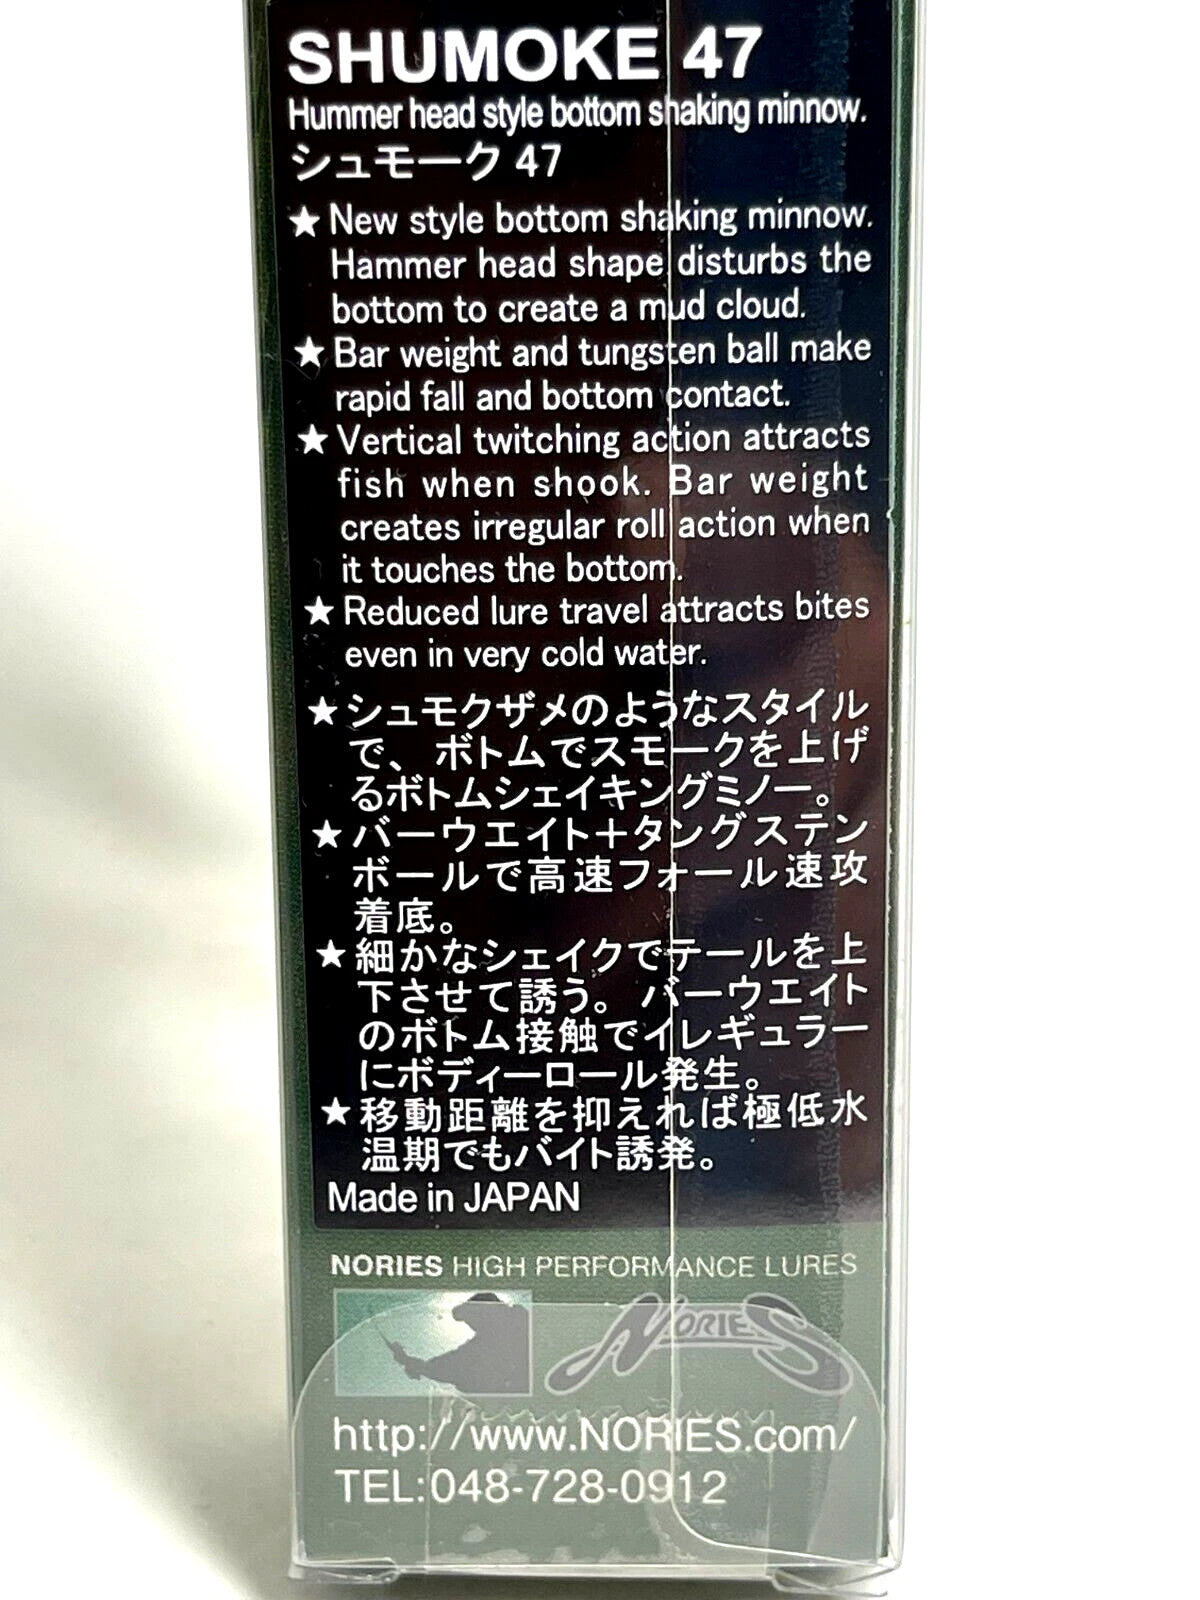 SHUMOKE 47
Hummer head style bottom shaking minnow.
シュモーク 47
★ New style bottom shaking minnow.
Hammer head shape disturbs the
bottom to create a mud cloud.
★ Bar weight and tungsten ball make
rapid fall and bottom contact.
★ Vertical twitching action attracts
fish when shook. Bar weight
creates irregular roll action when
it touches the bottom.
★ Reduced lure travel attracts bites
even in very cold water.
★ シュモクザメのようなスタイル
で、ボトムでスモークを上げ
るボトムシェイキングミノー。
★ バーウエイト＋タングステン
ボールで高速フォール速攻
着底。
★ 細かなシェイクでテールを上
下させて誘う。バーウエイト
のボトム接触でイレギュラー
にボディーロール発生。
★ 移動距離を抑えれば極低水
温期でもバイト誘発。
Made in JAPAN
NORIES HIGH PERFORMANCE LURES
NORIES
http://www.NORIES.com/
TEL:048-728-0912